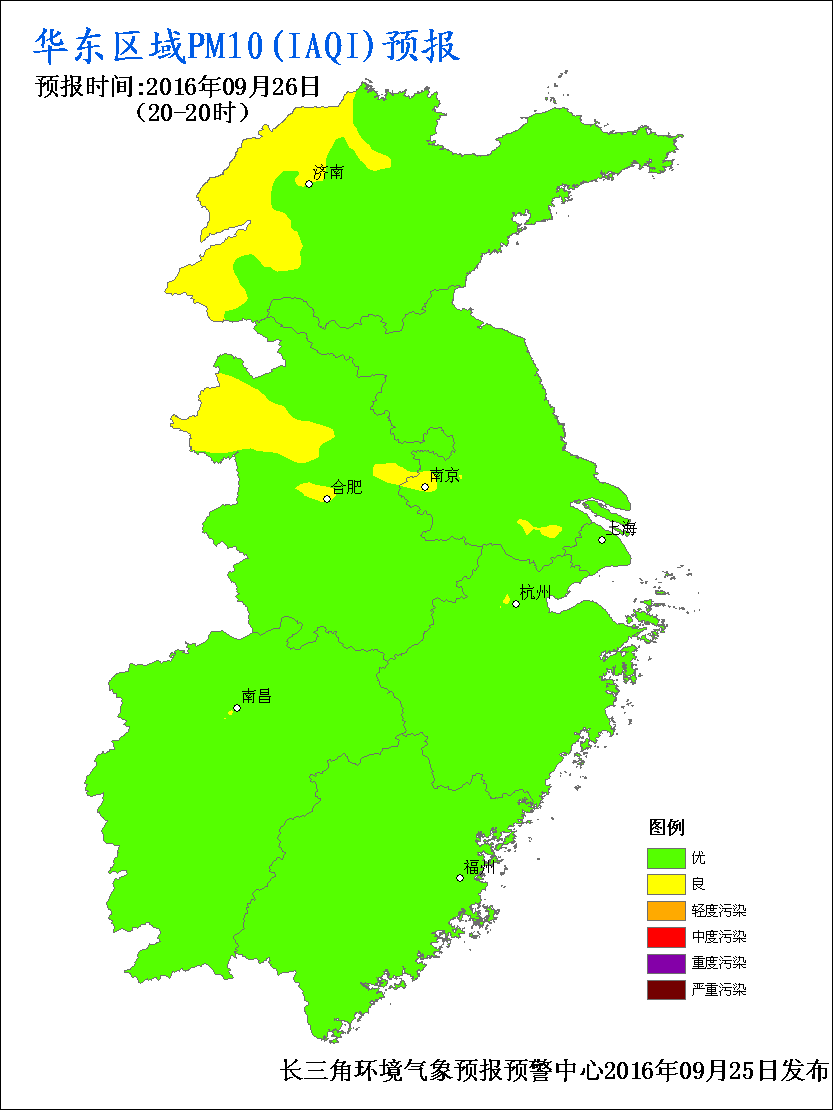 华东区域PM10(IAQI)预报
预报时间:2016年09月26日
(20-20时)
济南
南京
合肥
上海
杭州
南昌
福州
图例
优
良
轻度污染
中度污染
重度污染
严重污染
长三角环境气象预报预警中心2016年09月25日发布